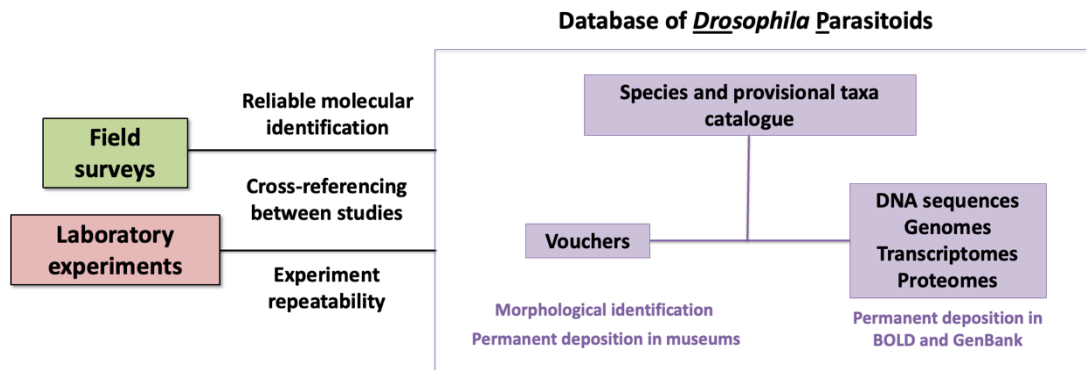 Database of Drosophila Parasitoids
Reliable molecular
identification
Field
surveys
Cross-referencing
between studies
Laboratory
experiments
Experiment
repeatability
Species and provisional taxa
catalogue
Vouchers
DNA sequences
Genomes
Transcriptomes
Proteomes
Morphological identification
Permanent deposition in museums
Permanent deposition in
BOLD and GenBank